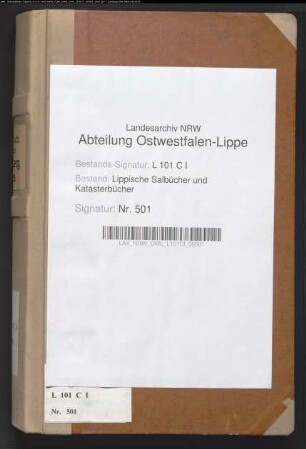 Landesarchiv NRW
Abteilung Ostwestfalen-Lippe
Bestands-Signatur: L 101 C I
Bestand: Lippische Salbücher und
Katasterbücher
Signatur: Nr. 501
L 101 C I
Nr. 501